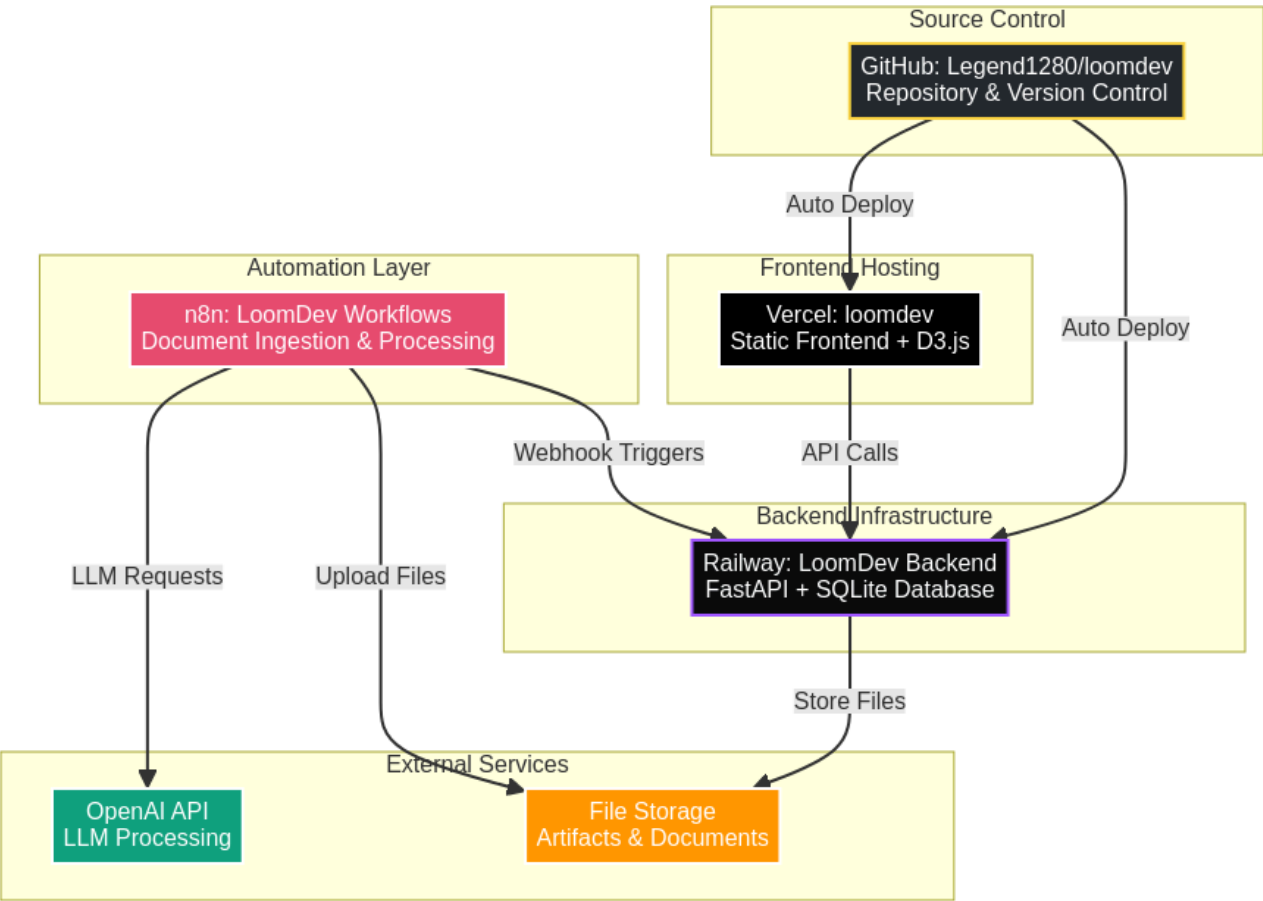 Source Control
GitHub: Legend1280/loomdev
Repository & Version Control
Auto Deploy
Automation Layer
n8n: LoomDev Workflows
Document Ingestion & Processing
Frontend Hosting
Vercel: loomdev
Static Frontend + D3.js
Auto Deploy
Webhook Triggers
API Calls
Backend Infrastructure
Railway: LoomDev Backend
FastAPI + SQLite Database
LLM Requests
Upload Files
Store Files
External Services
OpenAI API
LLM Processing
File Storage
Artifacts & Documents